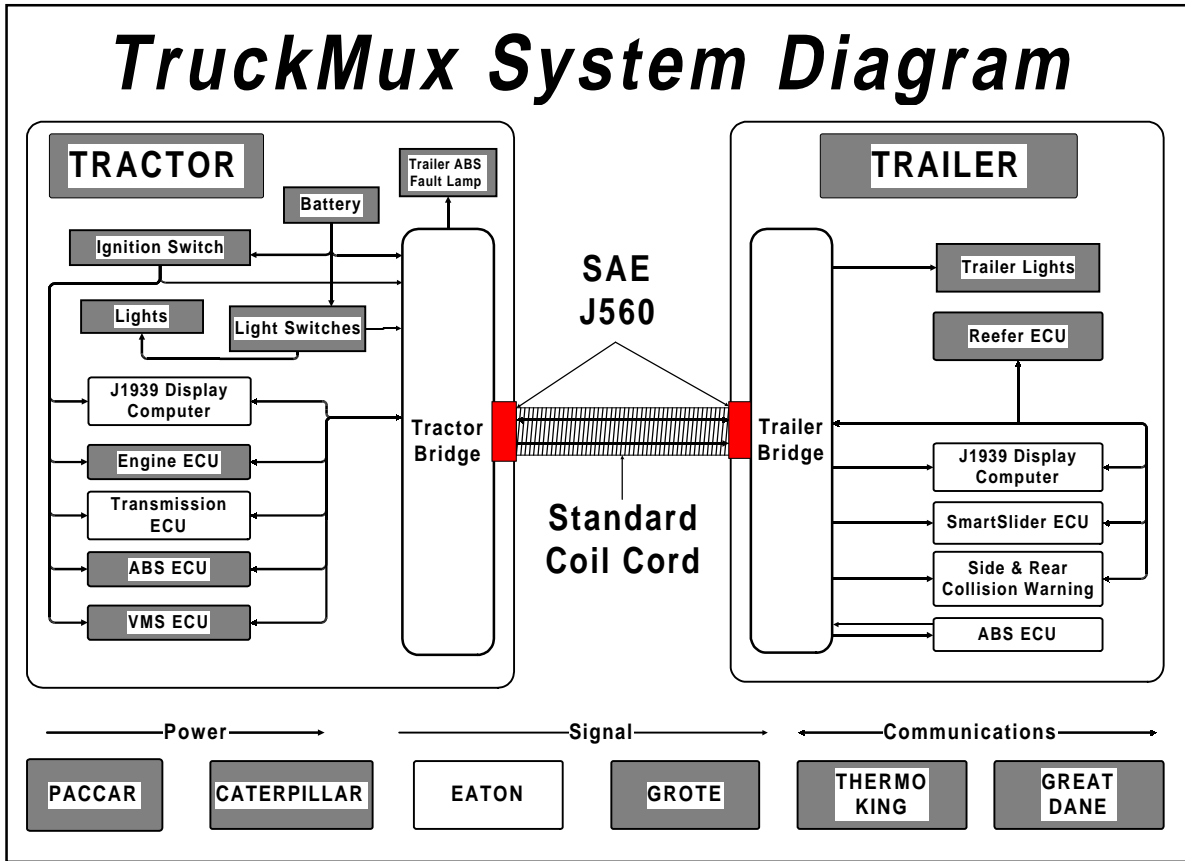 TruckMux System Diagram
TRACTOR
Trailer ABS
Fault Lamp
Battery
Ignition Switch
Lights
Light Switches
J1939 Display
Computer
Engine ECU
Transmission
ECU
ABS ECU
VMS ECU
Tractor
Bridge
SAE
J560
Standard
Coil Cord
TRAILER
Trailer
Bridge
Trailer Lights
Reefer ECU
J1939 Display
Computer
SmartSlider ECU
Side & Rear
Collision Warning
ABS ECU
Power
Signal
Communications
PACCAR
CATERPILLAR
EATON
GROTE
THERMO
KING
GREAT
DANE